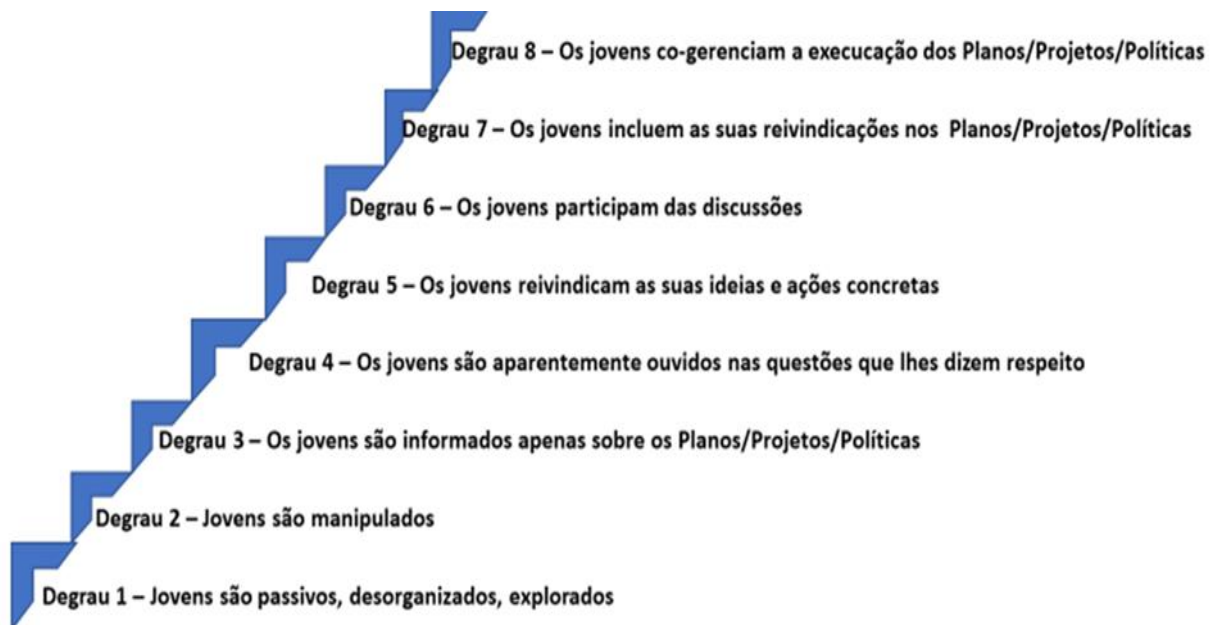 Degrau 8 – Os jovens co-gerenciam a execucação dos Planos/Projetos/Políticas
Degrau 7 – Os jovens incluem as suas reivindicações nos Planos/Projetos/Políticas
Degrau 6 – Os jovens participam das discussões
Degrau 5 – Os jovens reivindicam as suas ideias e ações concretas
Degrau 4 – Os jovens são aparentemente ouvidos nas questões que lhes dizem respeito
Degrau 3 – Os jovens são informados apenas sobre os Planos/Projetos/Políticas
Degrau 2 – Jovens são manipulados
Degrau 1 – Jovens são passivos, desorganizados, explorados